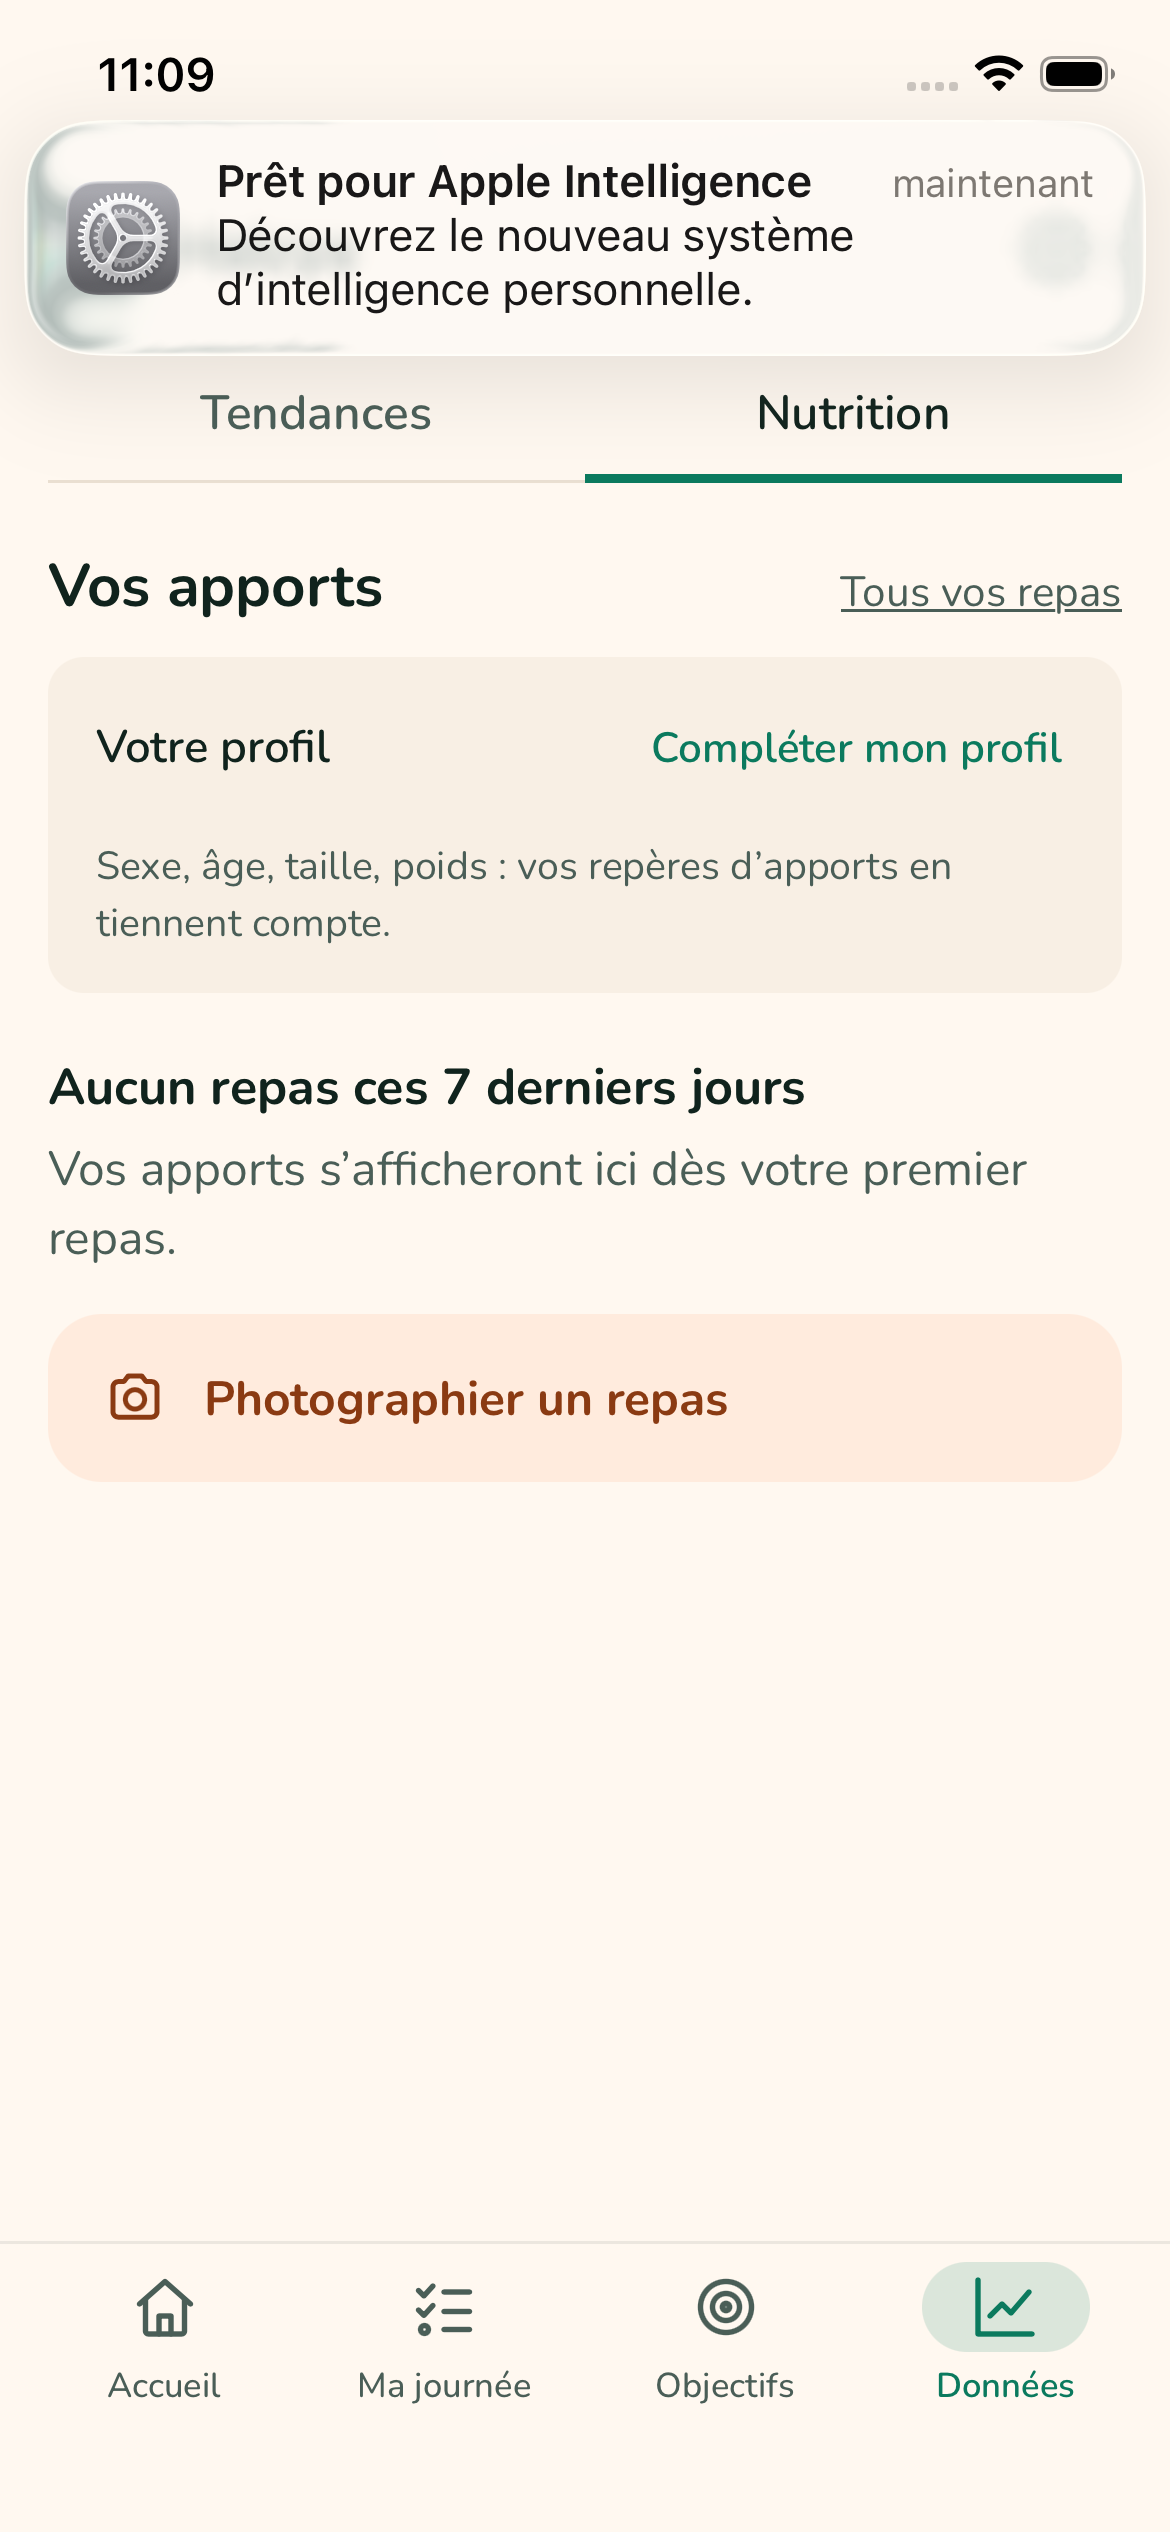 11:09
Prêt pour Apple Intelligence
maintenant
Découvrez le nouveau système
d’intelligence personnelle.
Tendances
Nutrition
Vos apports
Tous vos repas
Votre profil
Compléter mon profil
Sexe, âge, taille, poids : vos repères d’apports en
tiennent compte.
Aucun repas ces 7 derniers jours
Vos apports s’afficheront ici dès votre premier
repas.
Photographier un repas
Accueil
Ma journée
Objectifs
Données